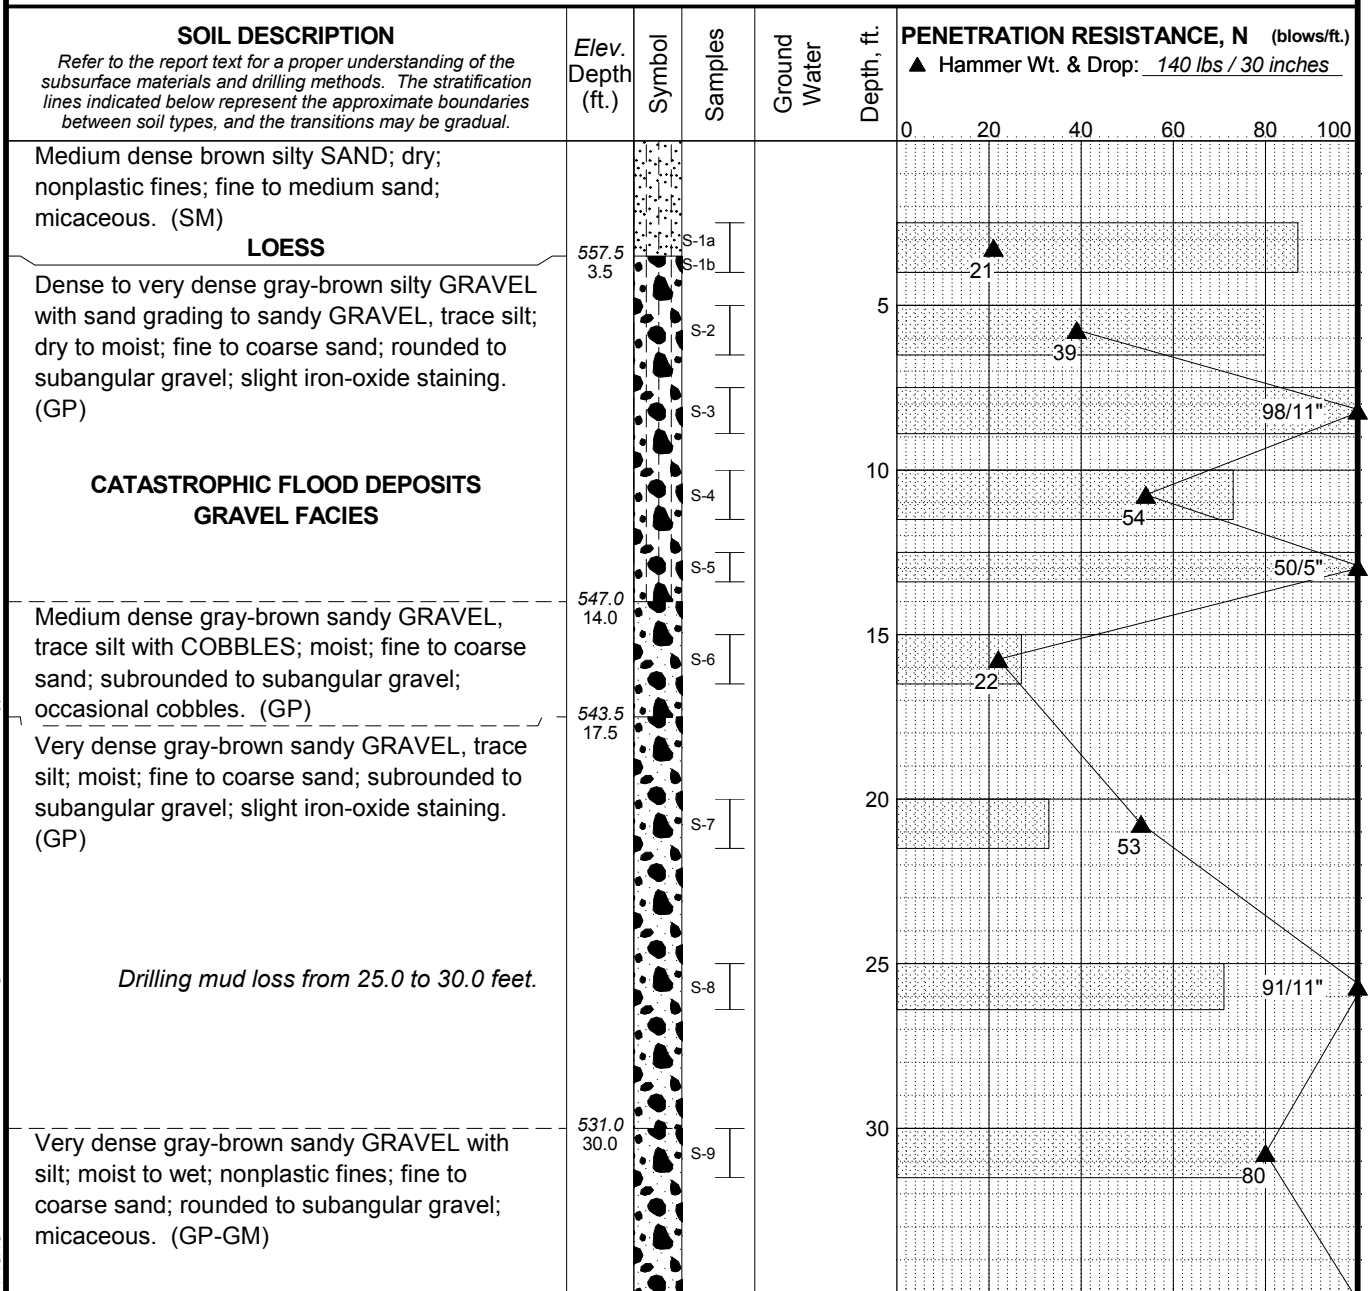 SOIL DESCRIPTION
Refer to the report text for a proper understanding of the
subsurface materials and drilling methods. The stratification
lines indicated below represent the approximate boundaries
between soil types, and the transitions may be gradual.
Elev.
Depth
(ft.)
Symbol
Samples
Ground
Water
Depth, ft.
PENETRATION RESISTANCE, N (blows/ft.)
▲ Hammer Wt. & Drop: 140 lbs / 30 inches
0 20 40 60 80 100
Medium dense brown silty SAND; dry;
nonplastic fines; fine to medium sand;
micaceous. (SM)
LOESS
557.5
3.5
S-1a
S-1b
21
Dense to very dense gray-brown silty GRAVEL
with sand grading to sandy GRAVEL, trace silt;
dry to moist; fine to coarse sand; rounded to
subangular gravel; slight iron-oxide staining.
(GP)
5
S-2
39
S-3
98/11"
CATASTROPHIC FLOOD DEPOSITS
GRAVEL FACIES
10
S-4
54
S-5
50/5"
547.0
14.0
Medium dense gray-brown sandy GRAVEL,
trace silt with COBBLES; moist; fine to coarse
sand; subrounded to subangular gravel;
occasional cobbles. (GP)
15
S-6
22
543.5
17.5
Very dense gray-brown sandy GRAVEL, trace
silt; moist; fine to coarse sand; subrounded to
subangular gravel; slight iron-oxide staining.
(GP)
20
S-7
53
Drilling mud loss from 25.0 to 30.0 feet.
25
S-8
91/11"
531.0
30.0
30
S-9
80
Very dense gray-brown sandy GRAVEL with
silt; moist to wet; nonplastic fines; fine to
coarse sand; rounded to subangular gravel;
micaceous. (GP-GM)